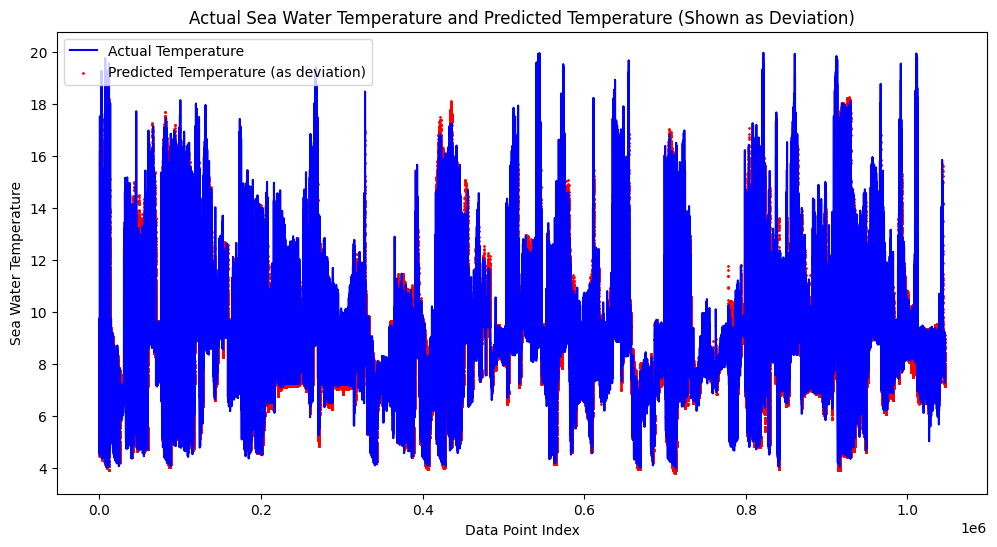 Actual Sea Water Temperature and Predicted Temperature (Shown as Deviation)
Actual Temperature
Predicted Temperature (as deviation)
Sea Water Temperature
20
18
16
14
12
10
8
6
4
0.0 0.2 0.4 0.6 0.8 1.0
1e6
Data Point Index